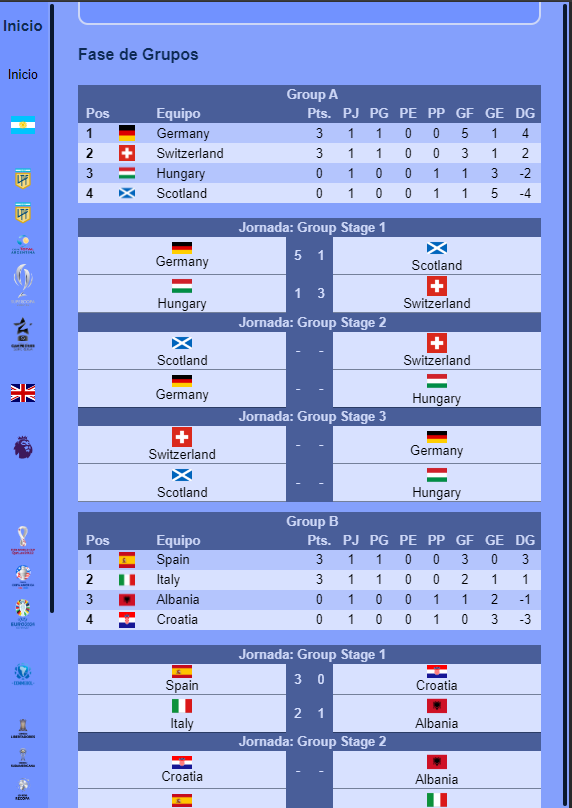 Inicio
Inicio
Fase de Grupos
Group A
Pos Equipo Pts. PJ PG PE PP GF GE DG
1 Germany 3 1 1 0 0 5 1 4
2 Switzerland 3 1 1 0 0 3 1 2
3 Hungary 0 1 0 0 1 1 3 -2
4 Scotland 0 1 0 0 1 1 5 -4
Jornada: Group Stage 1
Germany 5 1 Scotland
Hungary 1 3 Switzerland
Jornada: Group Stage 2
Scotland - - Switzerland
Germany - - Hungary
Jornada: Group Stage 3
Switzerland - - Germany
Scotland - - Hungary
Group B
Pos Equipo Pts. PJ PG PE PP GF GE DG
1 Spain 3 1 1 0 0 3 0 3
2 Italy 3 1 1 0 0 2 1 1
3 Albania 0 1 0 0 1 1 2 -1
4 Croatia 0 1 0 0 1 0 3 -3
Jornada: Group Stage 1
Spain 3 0 Croatia
Italy 2 1 Albania
Jornada: Group Stage 2
Croatia - - Albania